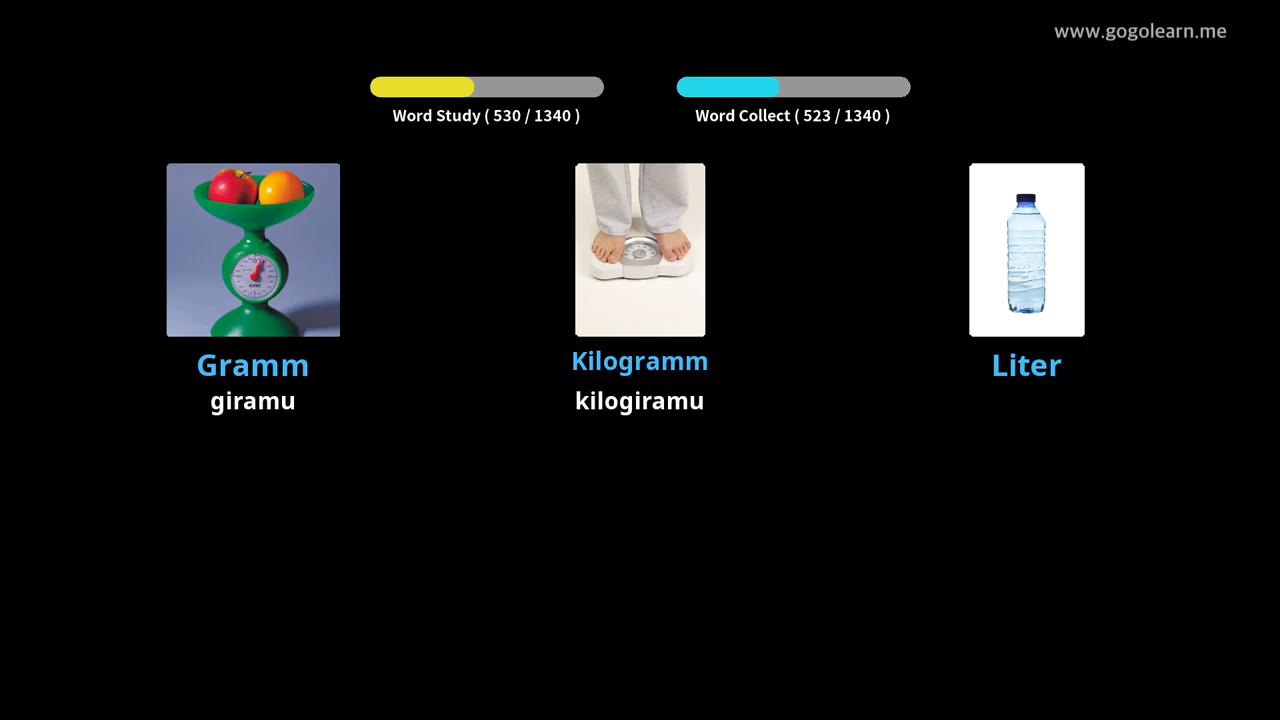 www.gogolearn.me
Word Study ( 530 / 1340 )
Word Collect ( 523 / 1340 )
Gramm
giramu
Kilogramm
kilogiramu
Liter